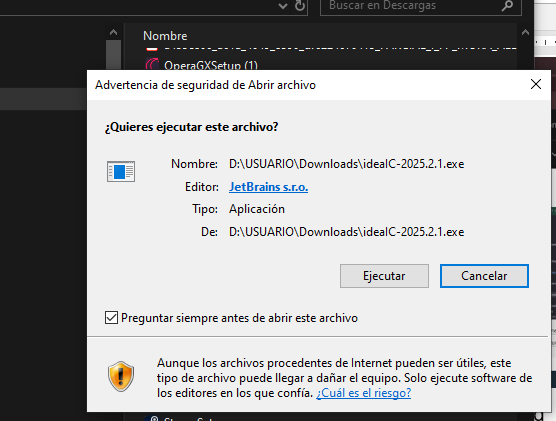 Buscar en Descargas
Nombre
OperaGXSetup (1)
Advertencia de seguridad de Abrir archivo
¿Quieres ejecutar este archivo?
Nombre: D:\USUARIO\Downloads\ideaIC-2025.2.1.exe
Editor: JetBrains s.r.o.
Tipo: Aplicación
De: D:\USUARIO\Downloads\ideaIC-2025.2.1.exe
Ejecutar
Cancelar
Preguntar siempre antes de abrir este archivo
Aunque los archivos procedentes de Internet pueden ser útiles, este
tipo de archivo puede llegar a dañar el equipo. Solo ejecute software de
los editores en los que confía. ¿Cuál es el riesgo?